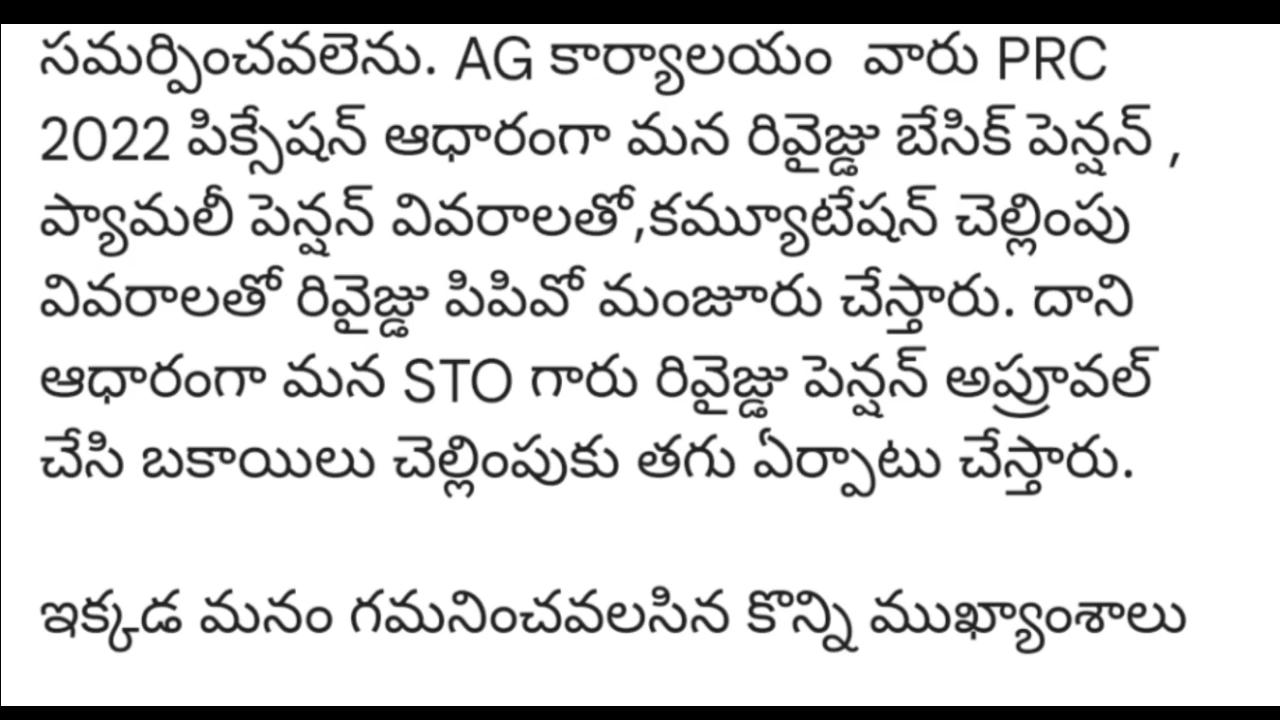 సమర్పించవలెను. AG కార్యాలయం వారు PRC
2022 పిక్సేషన్ ఆధారంగా మన రివైజ్డు బేసిక్ పెన్షన్ ,
ప్యామలీ పెన్షన్ వివరాలతో,కమ్యూటేషన్ చెల్లింపు
వివరాలతో రివైజ్డు పిపివో మంజూరు చేస్తారు. దాని
ఆధారంగా మన STO గారు రివైజ్డు పెన్షన్ అప్రూవల్
చేసి బకాయిలు చెల్లింపుకు తగు ఏర్పాటు చేస్తారు.
ఇక్కడ మనం గమనించవలసిన కొన్ని ముఖ్యాంశాలు